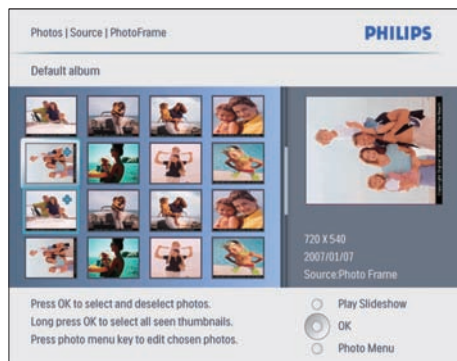 Photos | Source | PhotoFrame
PHILIPS
Default album
720 X 540
2007/01/07
Source:Photo Frame
Press OK to select and deselect photos.
Long press OK to select all seen thumbnails.
Press photo menu key to edit chosen photos.
Play Slideshow
OK
Photo Menu